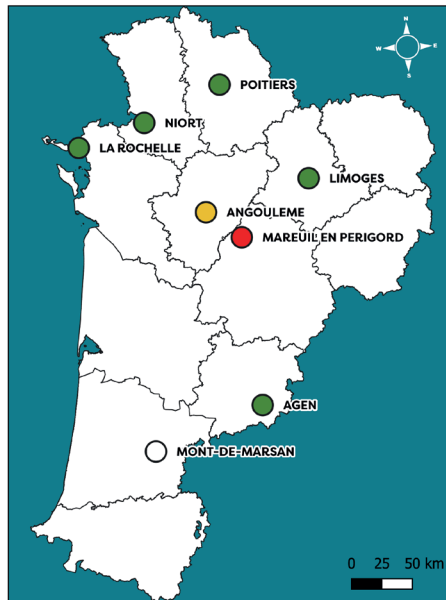 N
W E
S
POITIERS
NIORT
LA ROCHELLE
LIMOGES
ANGOULEME
MAREUIL EN PERIGORD
AGEN
MONT-DE-MARSAN
0 25 50 km